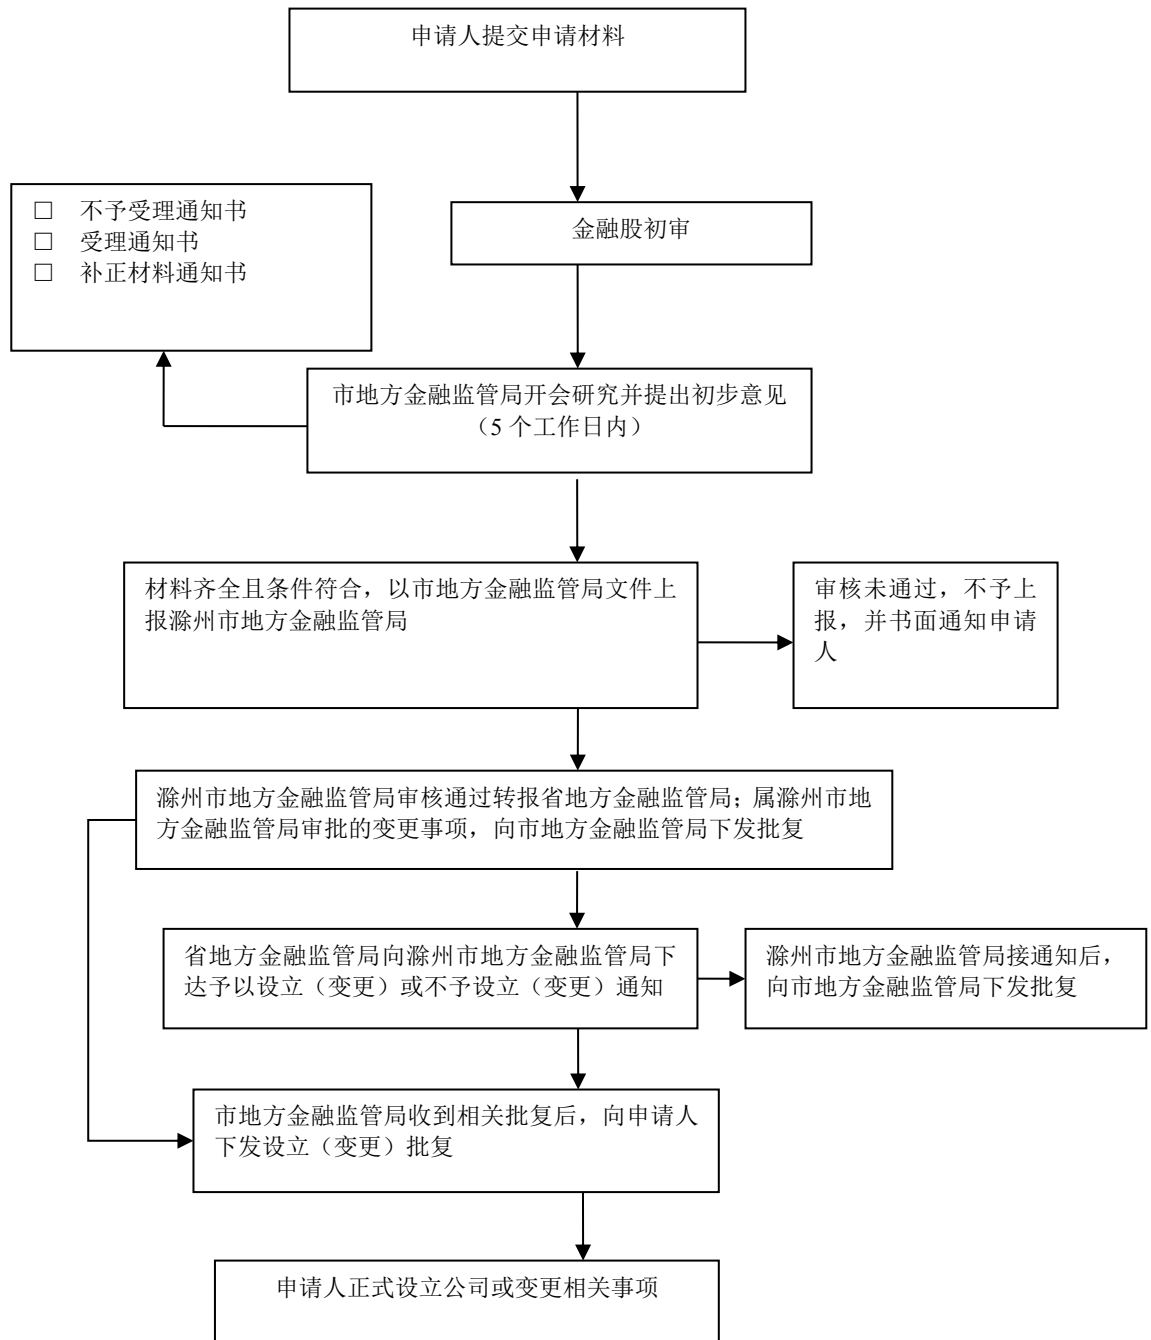 申请人提交申请材料
□ 不予受理通知书
□ 受理通知书
□ 补正材料通知书
金融股初审
市地方金融监管局开会研究并提出初步意见
（5 个工作日内）
材料齐全且条件符合，以市地方金融监管局文件上
报滁州市地方金融监管局
审核未通过，不予上
报，并书面通知申请
人
滁州市地方金融监管局审核通过转报省地方金融监管局；属滁州市地
方金融监管局审批的变更事项，向市地方金融监管局下发批复
省地方金融监管局向滁州市地方金融监管局下
达予以设立（变更）或不予设立（变更）通知
滁州市地方金融监管局接通知后，
向市地方金融监管局下发批复
市地方金融监管局收到相关批复后，向申请人
下发设立（变更）批复
申请人正式设立公司或变更相关事项